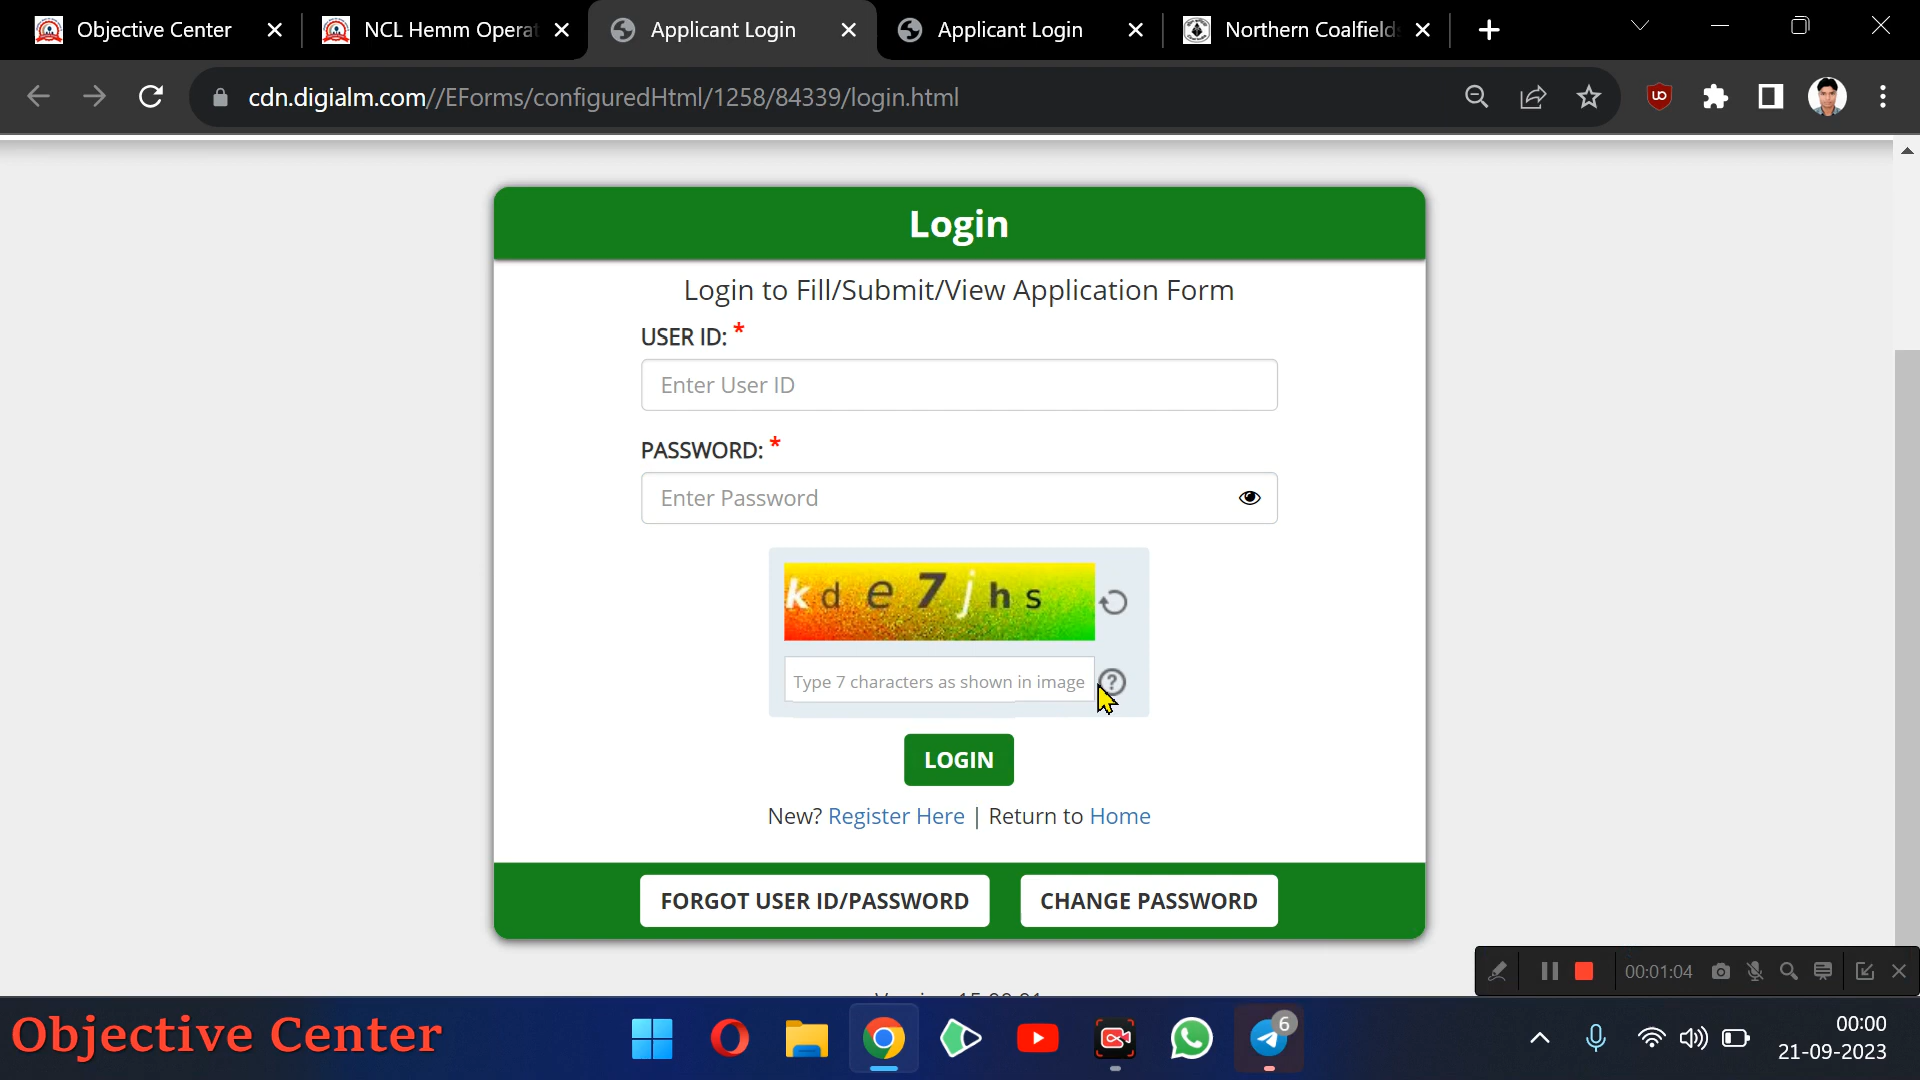 Objective Center
NCL Hemm Operat
Applicant Login
Applicant Login
Northern Coalfields
cdn.digialm.com//EForms/configuredHtml/1258/84339/login.html
Login
Login to Fill/Submit/View Application Form
USER ID: *
Enter User ID
PASSWORD: *
Enter Password
kde7jhs
Type 7 characters as shown in image
LOGIN
New? Register Here | Return to Home
FORGOT USER ID/PASSWORD
CHANGE PASSWORD
00:01:04
Objective Center
6
00:00
21-09-2023